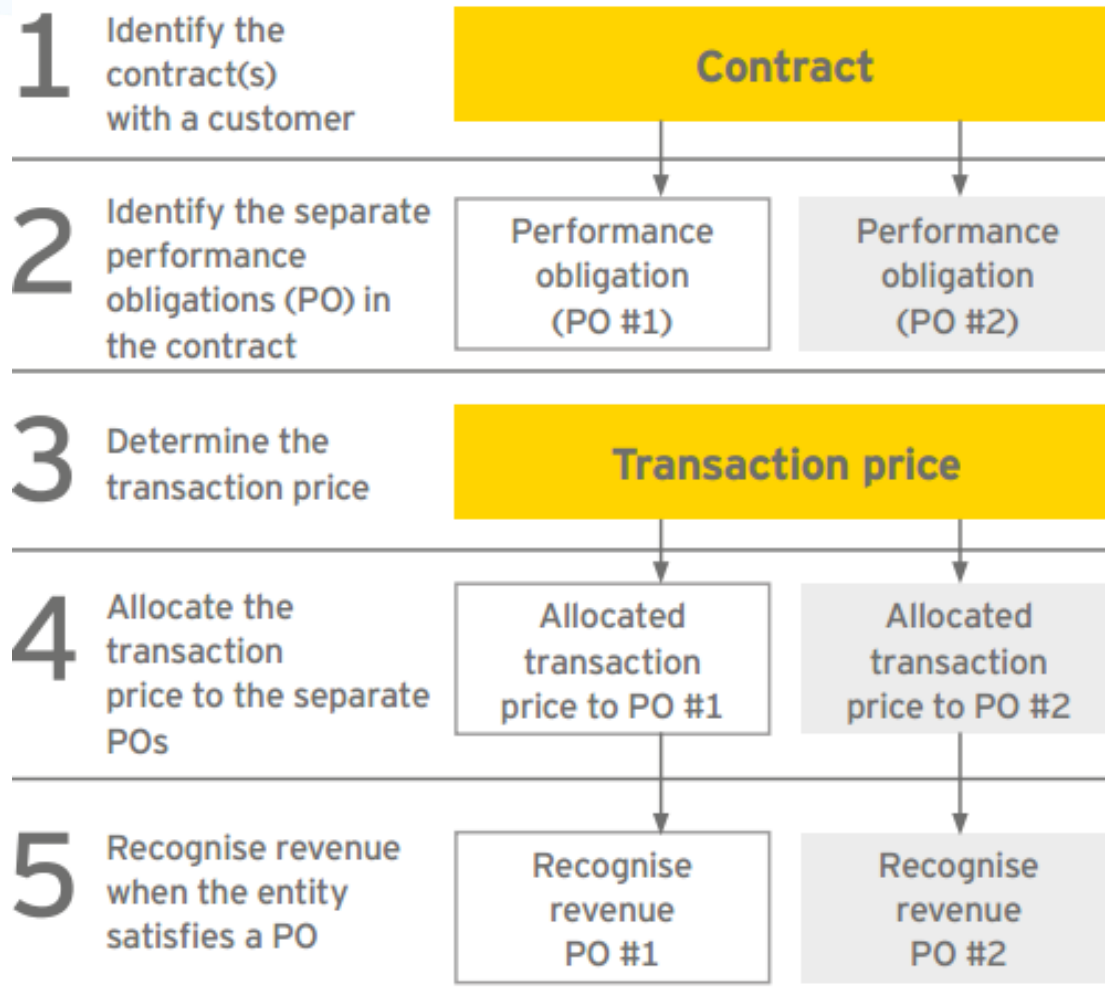 1
Identify the
contract(s)
with a customer
Contract
2
Identify the separate
performance
obligations (PO) in
the contract
Performance
obligation
(PO #1)
Performance
obligation
(PO #2)
3
Determine the
transaction price
Transaction price
4
Allocate the
transaction
price to the separate
POs
Allocated
transaction
price to PO #1
Allocated
transaction
price to PO #2
5
Recognise revenue
when the entity
satisfies a PO
Recognise
revenue
PO #1
Recognise
revenue
PO #2